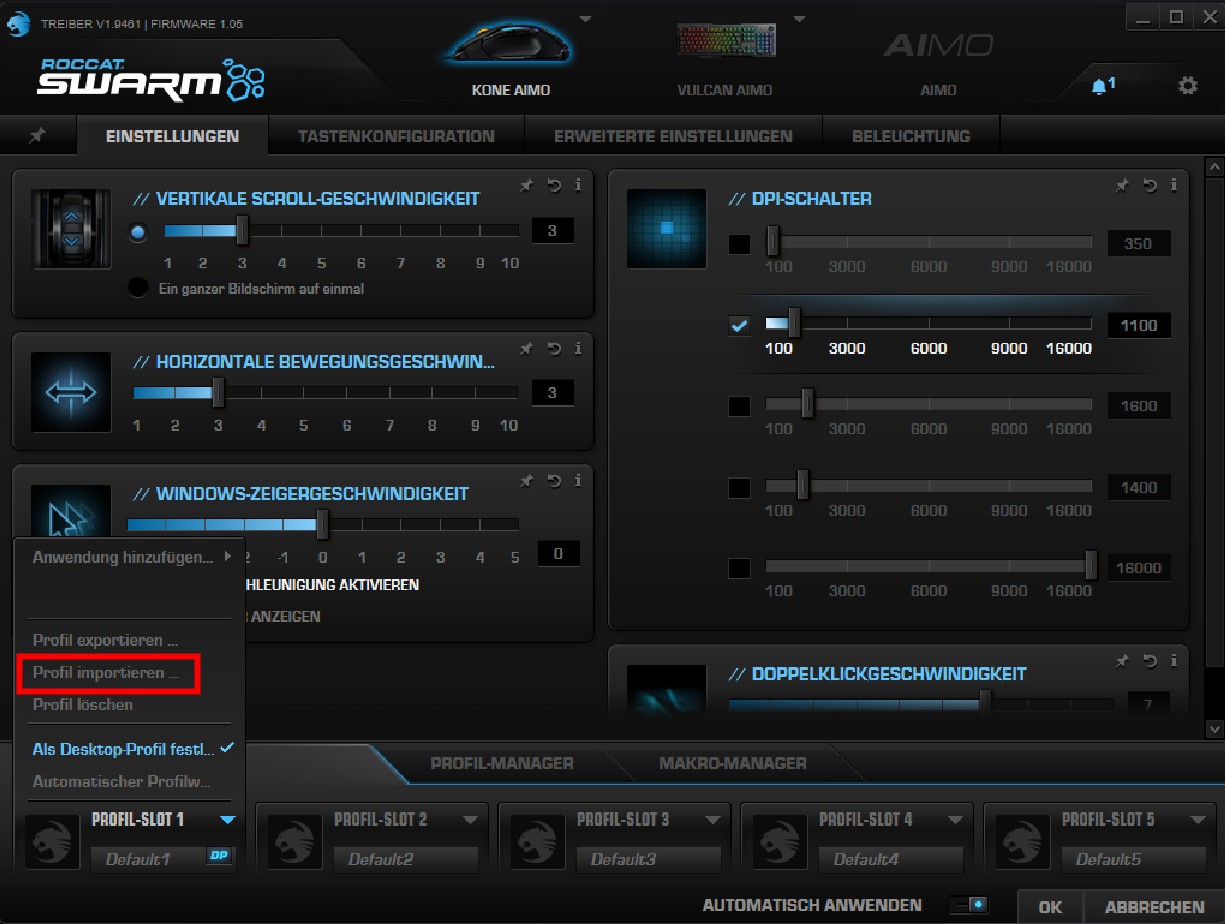 TREIBER V1.9461 | FIRMWARE 1.05
ROCCAT
SWARM
KONE AIMO
VULCAN AIMO
AIMO
AIMO
1
EINSTELLUNGEN
TASTENKONFIGURATION
ERWEITERTE EINSTELLUNGEN
BELEUCHTUNG
// VERTIKALE SCROLL-GESCHWINDIGKEIT
3
1 2 3 4 5 6 7 8 9 10
Ein ganzer Bildschirm auf einmal
// HORIZONTALE BEWEGUNGSGESCHWIN...
3
1 2 3 4 5 6 7 8 9 10
// WINDOWS-ZEIGERGESCHWINDIGKEIT
2 -1 0 1 2 3 4 5
0
HLEUNIGUNG AKTIVIEREN
ANZEIGEN
// DPI-SCHALTER
350
100 3000 6000 9000 16000
1100
100 3000 6000 9000 16000
1600
100 3000 6000 9000 16000
1400
100 3000 6000 9000 16000
16000
100 3000 6000 9000 16000
// DOPPELKLICKGESCHWINDIGKEIT
7
Anwendung hinzufügen...
Profil exportieren ...
Profil importieren ...
Profil löschen
Als Desktop-Profil festl...
Automatischer Profilw...
PROFIL-MANAGER
MAKRO-MANAGER
PROFIL-SLOT 1
Default1
DP
PROFIL-SLOT 2
Default2
PROFIL-SLOT 3
Default3
PROFIL-SLOT 4
Default4
PROFIL-SLOT 5
Default5
AUTOMATISCH ANWENDEN
OK
ABBRECHEN